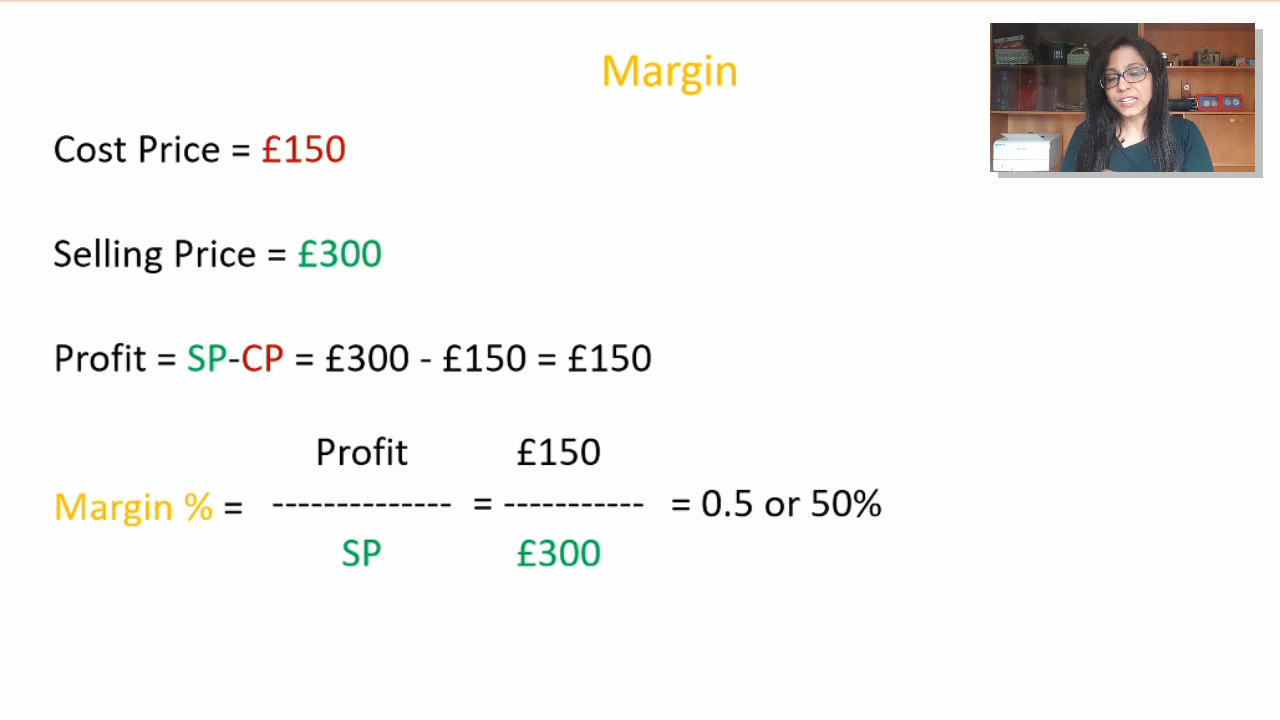 Margin
Cost Price = £150
Selling Price = £300
Profit = SP-CP = £300 - £150 = £150
Profit £150
Margin % = -------------- = ----------- = 0.5 or 50%
SP £300